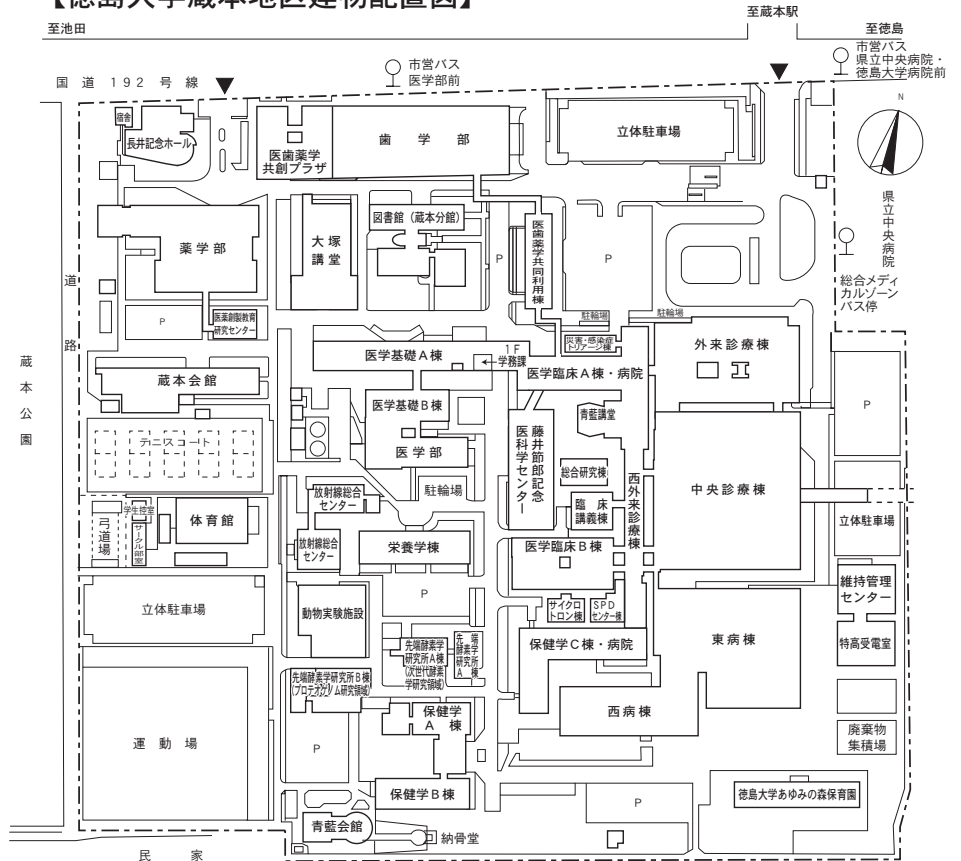 【徳島大学蔵本地区建物配置図】
至池田
至蔵本駅
至徳島
国道192号線
市営バス
医学部前
市営バス
県立中央病院・
徳島大学病院前
N
宿舎
長井記念ホール
医歯薬学
共創プラザ
歯学部
立体駐車場
県立中央病院
総合メディ
カルゾーン
バス停
薬学部
大塚
講堂
図書館（蔵本分館）
P
医歯薬学共同利用棟
P
道路
P
医薬創製教育
研究センター
駐輪場
駐輪場
災害・感染症
トリアージ棟
外来診療棟
医学基礎A棟
1F
←学務課
医学臨床A棟・病院
蔵本公園
蔵本会館
医学基礎B棟
青藍講堂
P
テニスコート
医学部
藤井節郎記念
医科学センター
総合研究棟
西外来診療棟
中央診療棟
放射線総合
センター
駐輪場
臨床
講義棟
学生控室
弓道場
サークル部室
体育館
放射線総合
センター
栄養学棟
医学臨床B棟
立体駐車場
維持管理
センター
立体駐車場
動物実験施設
P
サイクロ
トロン棟
SPD
センター棟
東病棟
特高受電室
先端酵素学
研究所A棟
(次世代酵素
学研究領域)
先端
酵素学
研究所
A棟
保健学C棟・病院
先端酵素学研究所B棟
(プロテオゲノム研究領域)
西病棟
運動場
P
保健学
A棟
廃棄物
集積場
保健学B棟
P
徳島大学あゆみの森保育園
青藍会館
納骨堂
民家